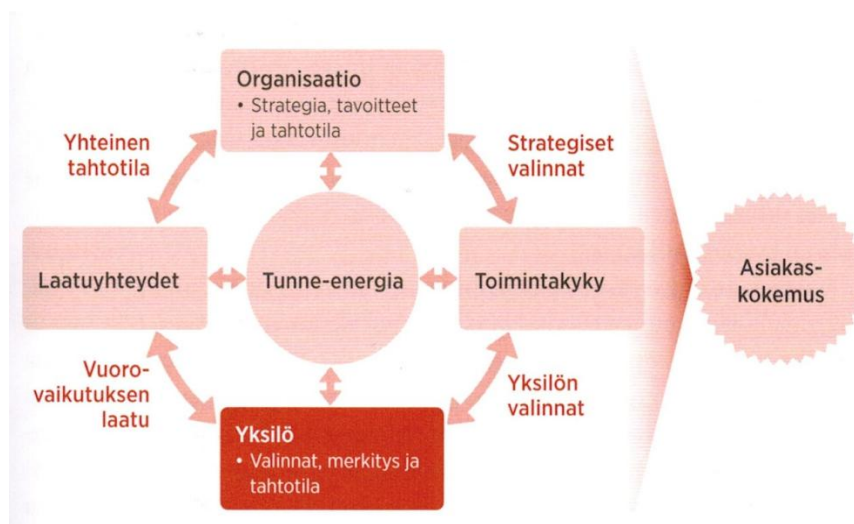 Organisaatio
• Strategia, tavoitteet
ja tahtotila
Yhteinen
tahtotila
Strategiset
valinnat
Laatuyhteydet
Tunne-energia
Toimintakyky
Asiakas-
kokemus
Vuoro-
vaikutuksen
laatu
Yksilön
valinnat
Yksilö
• Valinnat, merkitys ja
tahtotila